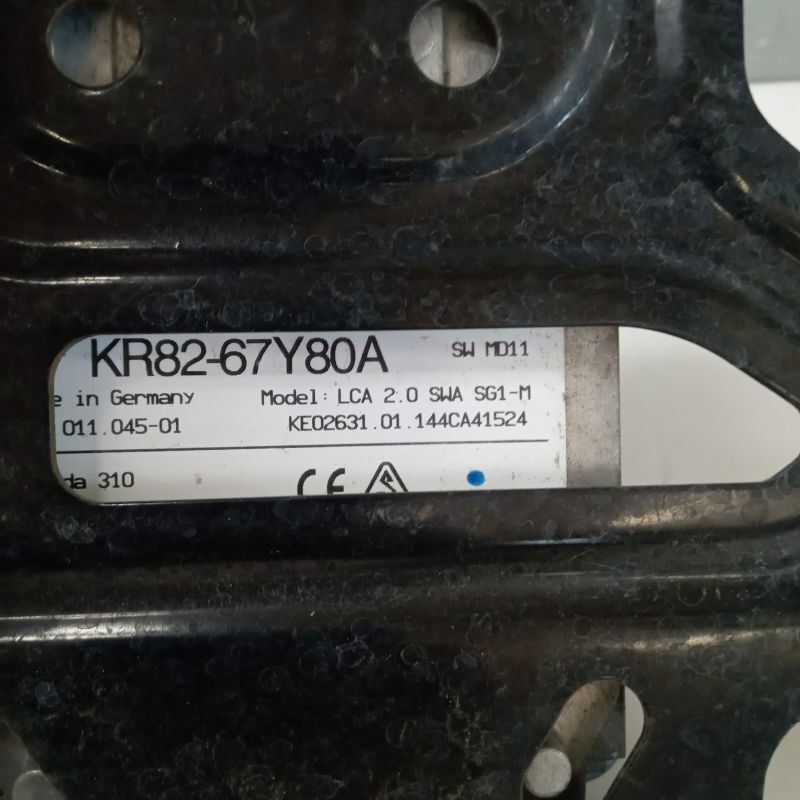 KR82-67Y80A SW MD11
e in Germany Model: LCA 2.0 SWA SG1-M
011.045-01 KE02631.01.144CA41524
da 310 CE